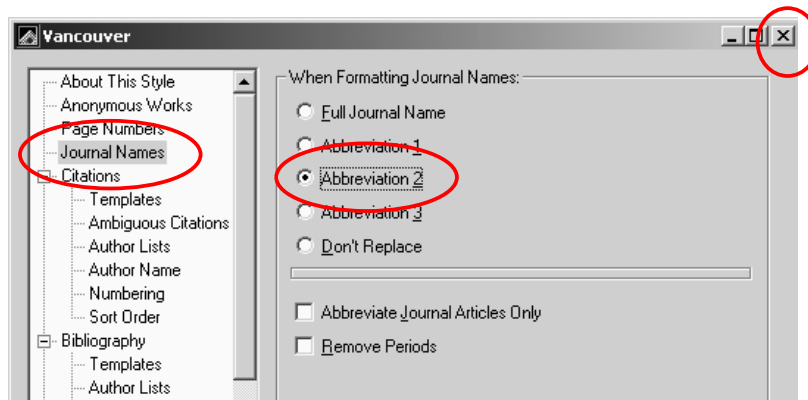 Vancouver
About This Style
Anonymous Works
Page Numbers
Journal Names
Citations
Templates
Ambiguous Citations
Author Lists
Author Name
Numbering
Sort Order
Bibliography
Templates
Author Lists
When Formatting Journal Names:
Full Journal Name
Abbreviation 1
Abbreviation 2
Abbreviation 3
Don't Replace
Abbreviate Journal Articles Only
Remove Periods